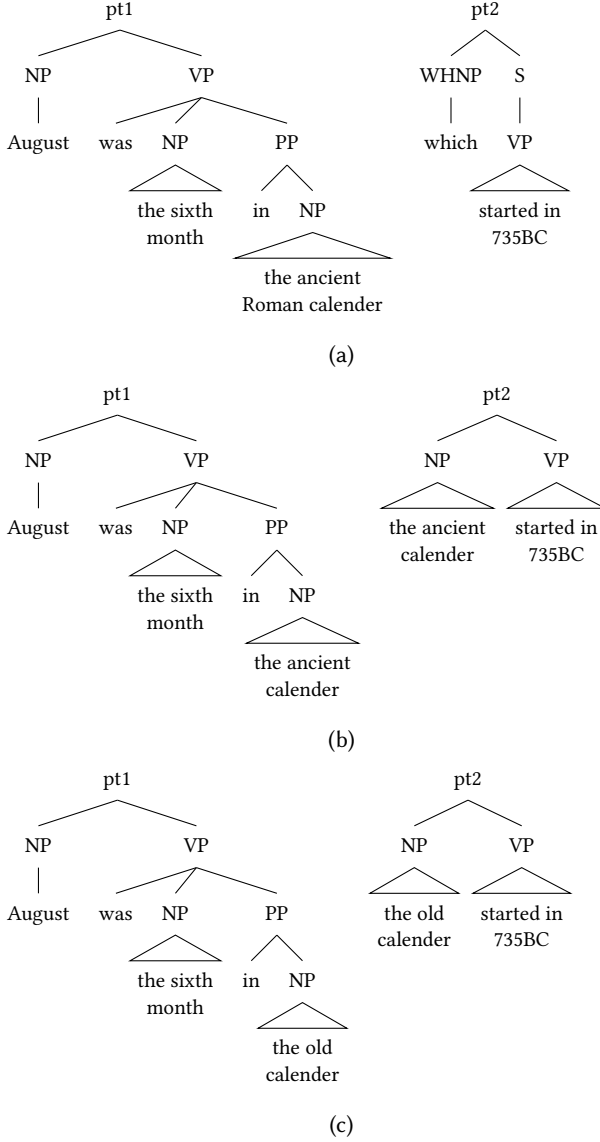 pt1 pt2
NP VP WHNP S
August was NP PP which VP
the sixth in NP started in
month 735BC
the ancient
Roman calender
(a)
pt1 pt2
NP VP NP VP
August was NP PP the ancient started in
calender 735BC
the sixth in NP
month
the ancient
calender
(b)
pt1 pt2
NP VP NP VP
August was NP PP the old started in
calender 735BC
the sixth in NP
month
the old
calender
(c)